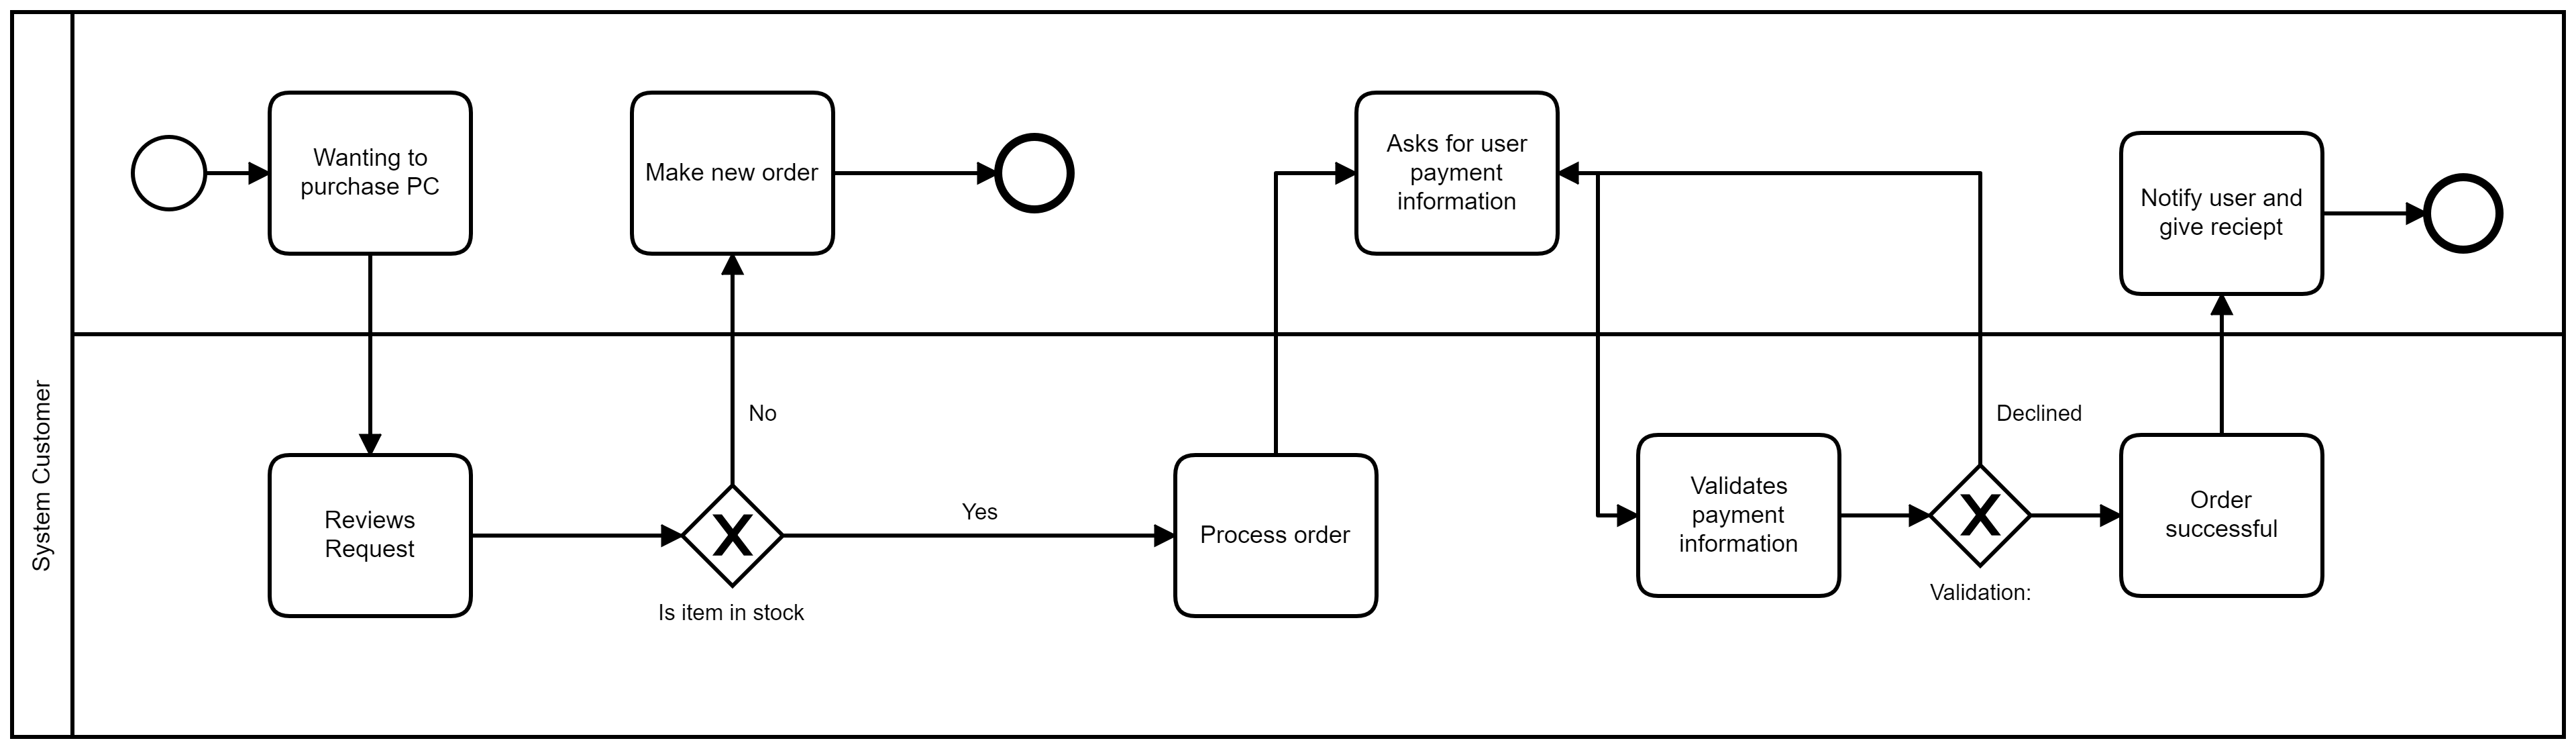 System Customer
Wanting to
purchase PC
Make new order
Asks for user
payment
information
Notify user and
give reciept
No
Declined
Reviews
Request
Yes
Process order
Validates
payment
information
Order
successful
X
X
Is item in stock
Validation: